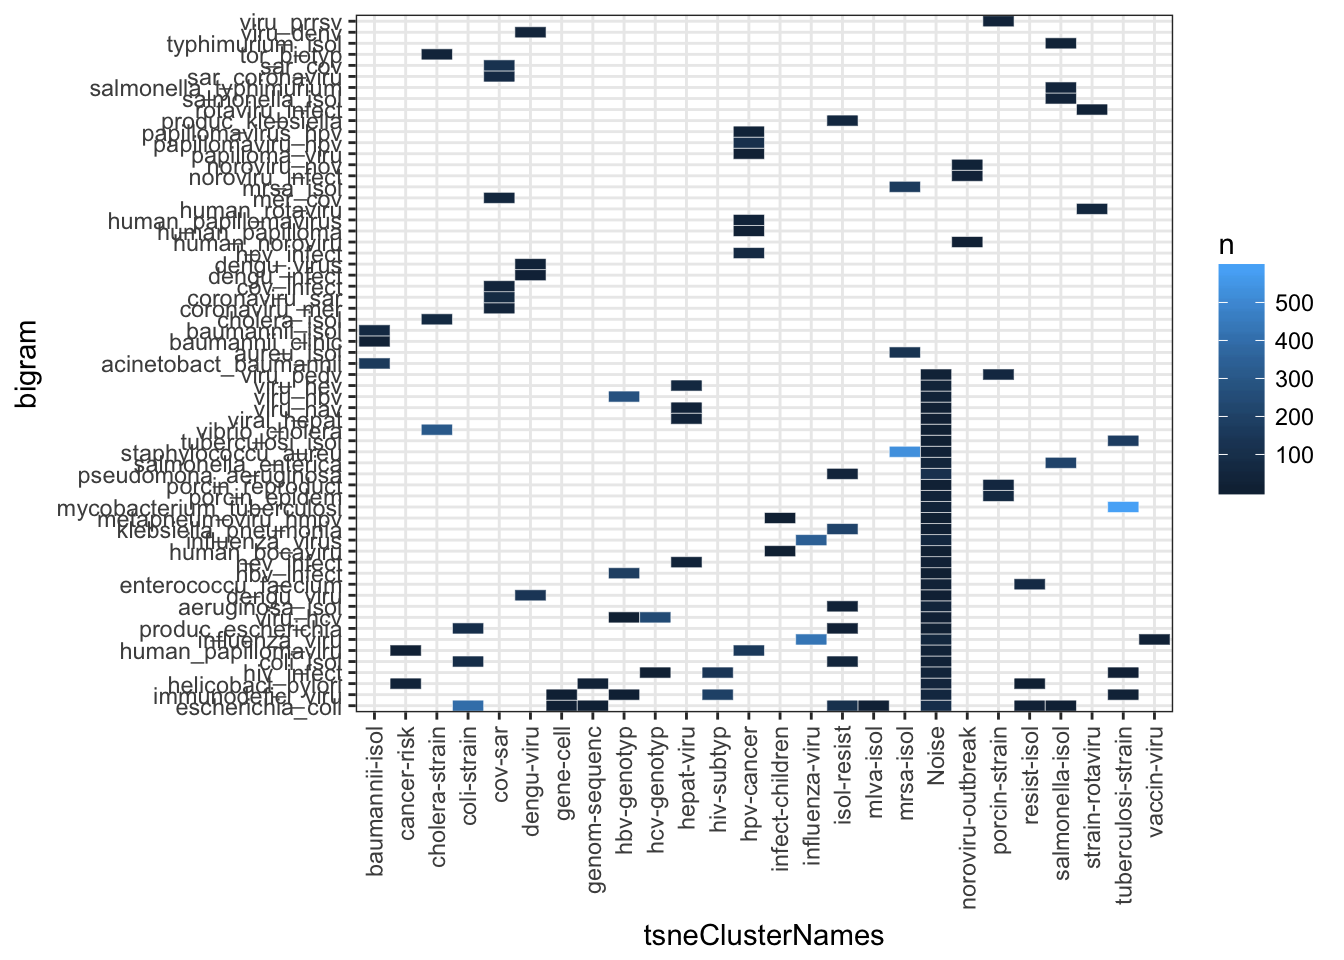 viru_prrsv
viru_denv
typhimurium_isol
tor_biotyp
sar_cov
sar_coronaviru
salmonella_typhimurium
salmonella_isol
rotaviru_infect
produc_klebsiella
papillomavirus_hpv
papillomaviru_hpv
papilloma_viru
noroviru_nov
noroviru_infect
mrsa_isol
mer_cov
human_rotaviru
human_papillomavirus
human_papilloma
human_noroviru
hpv_infect
dengu_virus
dengu_infect
cov_infect
coronaviru_sar
coronaviru_mer
cholera_isol
baumannii_isol
baumannii_clinic
aureu_isol
acinetobact_baumannii
viru_pedv
viru_hev
viru_hbv
viru_hav
viral_hepat
vibrio_cholera
tuberculosi_isol
staphylococcu_aureu
salmonella_enterica
pseudomona_aeruginosa
porcin_reproduct
porcin_epidem
mycobacterium_tuberculosi
metapneumoviru_hmpv
klebsiella_pneumonia
influenza_virus
human_bocaviru
hev_infect
hbv_infect
enterococcu_faecium
dengu_viru
aeruginosa_isol
viru_hcv
produc_escherichia
influenza_viru
human_papillomaviru
coli_isol
hiv_infect
helicobact_pylori
immunodefic_viru
escherichia_coli
bigram
baumannii-isol
cancer-risk
cholera-strain
coli-strain
cov-sar
dengu-viru
gene-cell
genom-sequenc
hbv-genotyp
hcv-genotyp
hepat-viru
hiv-subtyp
hpv-cancer
infect-children
influenza-viru
isol-resist
mlva-isol
mrsa-isol
Noise
noroviru-outbreak
porcin-strain
resist-isol
salmonella-isol
strain-rotaviru
tuberculosi-strain
vaccin-viru
tsneClusterNames
n
500
400
300
200
100